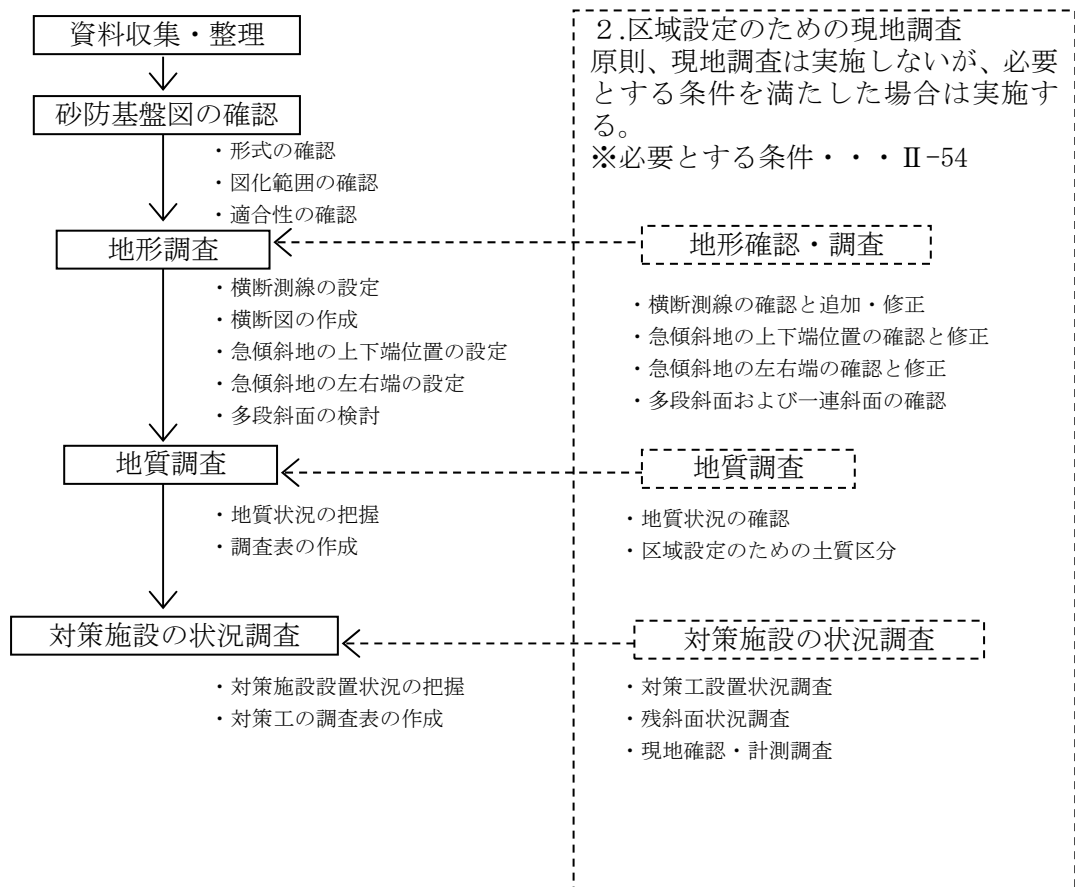 資料収集・整理
砂防基盤図の確認
・形式の確認
・図化範囲の確認
・適合性の確認
地形調査
・横断測線の設定
・横断図の作成
・急傾斜地の上下端位置の設定
・急傾斜地の左右端の設定
・多段斜面の検討
地質調査
・地質状況の把握
・調査表の作成
対策施設の状況調査
・対策施設設置状況の把握
・対策工の調査表の作成
２.区域設定のための現地調査
原則、現地調査は実施しないが、必要
とする条件を満たした場合は実施す
る。
※必要とする条件・・・Ⅱ-54
地形確認・調査
・横断測線の確認と追加・修正
・急傾斜地の上下端位置の確認と修正
・急傾斜地の左右端の確認と修正
・多段斜面および一連斜面の確認
地質調査
・地質状況の確認
・区域設定のための土質区分
対策施設の状況調査
・対策工設置状況調査
・残斜面状況調査
・現地確認・計測調査